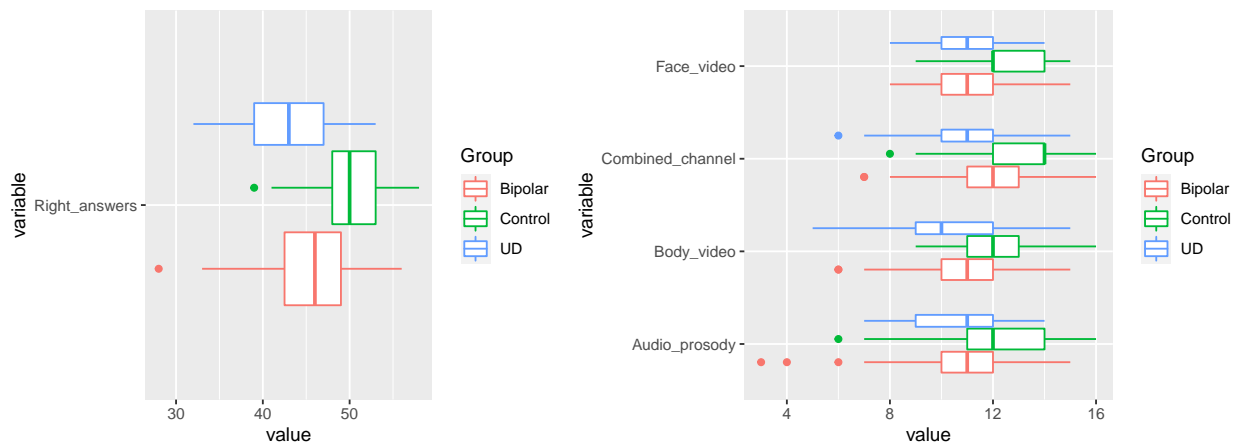 variable
Right_answers
30 40 50
value
Group
Bipolar
Control
UD
variable
Face_video
Combined_channel
Body_video
Audio_prosody
4 8 12 16
value
Group
Bipolar
Control
UD